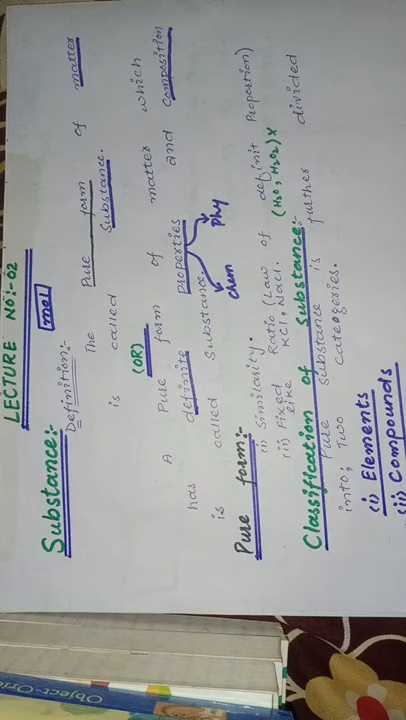 LECTURE NO:-02
Substance:-
mol
Definition:-
The Pure form of matter
is called Substance.
(OR)
A Pure form of matter which
has definite properties and Composition
is called Substance.
chem
Phy
Pure form:-
(i) Similarity.
(ii) Fixed Ratio (Law of definit Proportion)
like KCl, NaCl. (H2O, H2O2) x
Classification of Substance:-
Pure Substance is further divided
into; Two categeries.
(i) Elements
(ii) Compounds
Object-Orie